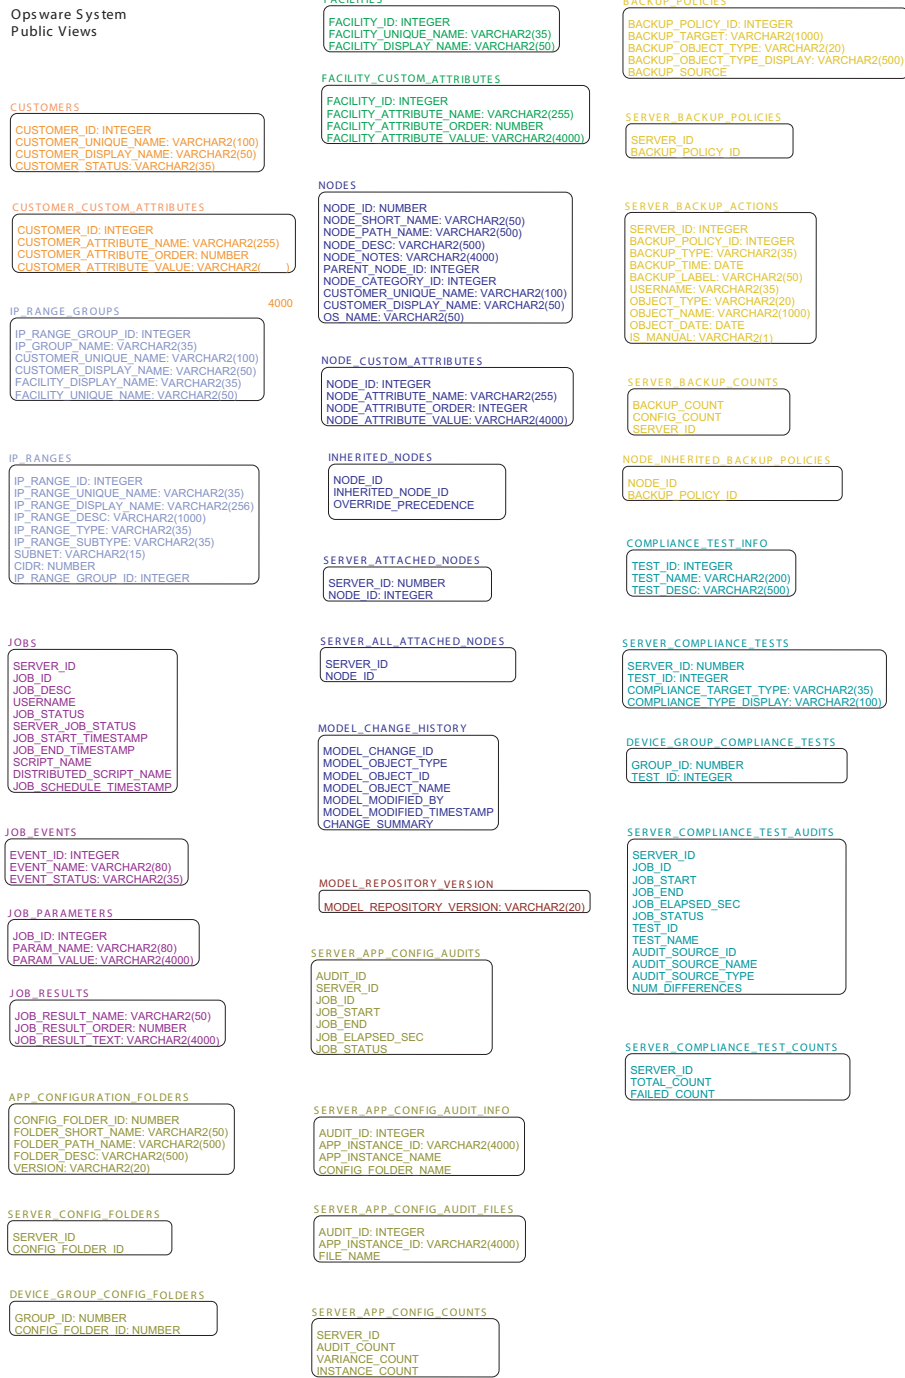 Opsware System
Public Views
CUSTOMERS
CUSTOMER_ID: INTEGER
CUSTOMER_UNIQUE_NAME: VARCHAR2(100)
CUSTOMER_DISPLAY_NAME: VARCHAR2(50)
CUSTOMER_STATUS: VARCHAR2(35)
CUSTOMER_CUSTOM_ATTRIBUTES
CUSTOMER_ID: INTEGER
CUSTOMER_ATTRIBUTE_NAME: VARCHAR2(255)
CUSTOMER_ATTRIBUTE_ORDER: NUMBER
CUSTOMER_ATTRIBUTE_VALUE: VARCHAR2( )
4000
IP_RANGE_GROUPS
IP_RANGE_GROUP_ID: INTEGER
IP_GROUP_NAME: VARCHAR2(35)
CUSTOMER_UNIQUE_NAME: VARCHAR2(100)
CUSTOMER_DISPLAY_NAME: VARCHAR2(50)
FACILITY_DISPLAY_NAME: VARCHAR2(35)
FACILITY_UNIQUE_NAME: VARCHAR2(50)
IP_RANGES
IP_RANGE_ID: INTEGER
IP_RANGE_UNIQUE_NAME: VARCHAR2(35)
IP_RANGE_DISPLAY_NAME: VARCHAR2(256)
IP_RANGE_DESC: VARCHAR2(1000)
IP_RANGE_TYPE: VARCHAR2(35)
IP_RANGE_SUBTYPE: VARCHAR2(35)
SUBNET: VARCHAR2(15)
CIDR: NUMBER
IP_RANGE_GROUP_ID: INTEGER
JOBS
SERVER_ID
JOB_ID
JOB_DESC
USERNAME
JOB_STATUS
SERVER_JOB_STATUS
JOB_START_TIMESTAMP
JOB_END_TIMESTAMP
SCRIPT_NAME
DISTRIBUTED_SCRIPT_NAME
JOB_SCHEDULE_TIMESTAMP
JOB_EVENTS
EVENT_ID: INTEGER
EVENT_NAME: VARCHAR2(80)
EVENT_STATUS: VARCHAR2(35)
JOB_PARAMETERS
JOB_ID: INTEGER
PARAM_NAME: VARCHAR2(80)
PARAM_VALUE: VARCHAR2(4000)
JOB_RESULTS
JOB_RESULT_NAME: VARCHAR2(50)
JOB_RESULT_ORDER: NUMBER
JOB_RESULT_TEXT: VARCHAR2(4000)
APP_CONFIGURATION_FOLDERS
CONFIG_FOLDER_ID: NUMBER
FOLDER_SHORT_NAME: VARCHAR2(50)
FOLDER_PATH_NAME: VARCHAR2(500)
FOLDER_DESC: VARCHAR2(500)
VERSION: VARCHAR2(20)
SERVER_CONFIG_FOLDERS
SERVER_ID
CONFIG_FOLDER_ID
DEVICE_GROUP_CONFIG_FOLDERS
GROUP_ID: NUMBER
CONFIG_FOLDER_ID: NUMBER
FACILITIES
FACILITY_ID: INTEGER
FACILITY_UNIQUE_NAME: VARCHAR2(35)
FACILITY_DISPLAY_NAME: VARCHAR2(50)
FACILITY_CUSTOM_ATTRIBUTES
FACILITY_ID: INTEGER
FACILITY_ATTRIBUTE_NAME: VARCHAR2(255)
FACILITY_ATTRIBUTE_ORDER: NUMBER
FACILITY_ATTRIBUTE_VALUE: VARCHAR2(4000)
NODES
NODE_ID: NUMBER
NODE_SHORT_NAME: VARCHAR2(50)
NODE_PATH_NAME: VARCHAR2(500)
NODE_DESC: VARCHAR2(500)
NODE_NOTES: VARCHAR2(4000)
PARENT_NODE_ID: INTEGER
NODE_CATEGORY_ID: INTEGER
CUSTOMER_UNIQUE_NAME: VARCHAR2(100)
CUSTOMER_DISPLAY_NAME: VARCHAR2(50)
OS_NAME: VARCHAR2(50)
NODE_CUSTOM_ATTRIBUTES
NODE_ID: INTEGER
NODE_ATTRIBUTE_NAME: VARCHAR2(255)
NODE_ATTRIBUTE_ORDER: INTEGER
NODE_ATTRIBUTE_VALUE: VARCHAR2(4000)
INHERITED_NODES
NODE_ID
INHERITED_NODE_ID
OVERRIDE_PRECEDENCE
SERVER_ATTACHED_NODES
SERVER_ID: NUMBER
NODE_ID: INTEGER
SERVER_ALL_ATTACHED_NODES
SERVER_ID
NODE_ID
MODEL_CHANGE_HISTORY
MODEL_CHANGE_ID
MODEL_OBJECT_TYPE
MODEL_OBJECT_ID
MODEL_OBJECT_NAME
MODEL_MODIFIED_BY
MODEL_MODIFIED_TIMESTAMP
CHANGE_SUMMARY
MODEL_REPOSITORY_VERSION
MODEL_REPOSITORY_VERSION: VARCHAR2(20)
SERVER_APP_CONFIG_AUDITS
AUDIT_ID
SERVER_ID
JOB_ID
JOB_START
JOB_END
JOB_ELAPSED_SEC
JOB_STATUS
SERVER_APP_CONFIG_AUDIT_INFO
AUDIT_ID: INTEGER
APP_INSTANCE_ID: VARCHAR2(4000)
APP_INSTANCE_NAME
CONFIG_FOLDER_NAME
SERVER_APP_CONFIG_AUDIT_FILES
AUDIT_ID: INTEGER
APP_INSTANCE_ID: VARCHAR2(4000)
FILE_NAME
SERVER_APP_CONFIG_COUNTS
SERVER_ID
AUDIT_COUNT
VARIANCE_COUNT
INSTANCE_COUNT
BACKUP_POLICIES
BACKUP_POLICY_ID: INTEGER
BACKUP_TARGET: VARCHAR2(1000)
BACKUP_OBJECT_TYPE: VARCHAR2(20)
BACKUP_OBJECT_TYPE_DISPLAY: VARCHAR2(500)
BACKUP_SOURCE
SERVER_BACKUP_POLICIES
SERVER_ID
BACKUP_POLICY_ID
SERVER_BACKUP_ACTIONS
SERVER_ID: INTEGER
BACKUP_POLICY_ID: INTEGER
BACKUP_TYPE: VARCHAR2(35)
BACKUP_TIME: DATE
BACKUP_LABEL: VARCHAR2(50)
USERNAME: VARCHAR2(35)
OBJECT_TYPE: VARCHAR2(20)
OBJECT_NAME: VARCHAR2(1000)
OBJECT_DATE: DATE
IS_MANUAL: VARCHAR2(1)
SERVER_BACKUP_COUNTS
BACKUP_COUNT
CONFIG_COUNT
SERVER_ID
NODE_INHERITED_BACKUP_POLICIES
NODE_ID
BACKUP_POLICY_ID
COMPLIANCE_TEST_INFO
TEST_ID: INTEGER
TEST_NAME: VARCHAR2(200)
TEST_DESC: VARCHAR2(500)
SERVER_COMPLIANCE_TESTS
SERVER_ID: NUMBER
TEST_ID: INTEGER
COMPLIANCE_TARGET_TYPE: VARCHAR2(35)
COMPLIANCE_TYPE_DISPLAY: VARCHAR2(100)
DEVICE_GROUP_COMPLIANCE_TESTS
GROUP_ID: NUMBER
TEST_ID: INTEGER
SERVER_COMPLIANCE_TEST_AUDITS
SERVER_ID
JOB_ID
JOB_START
JOB_END
JOB_ELAPSED_SEC
JOB_STATUS
TEST_ID
TEST_NAME
AUDIT_SOURCE_ID
AUDIT_SOURCE_NAME
AUDIT_SOURCE_TYPE
NUM_DIFFERENCES
SERVER_COMPLIANCE_TEST_COUNTS
SERVER_ID
TOTAL_COUNT
FAILED_COUNT